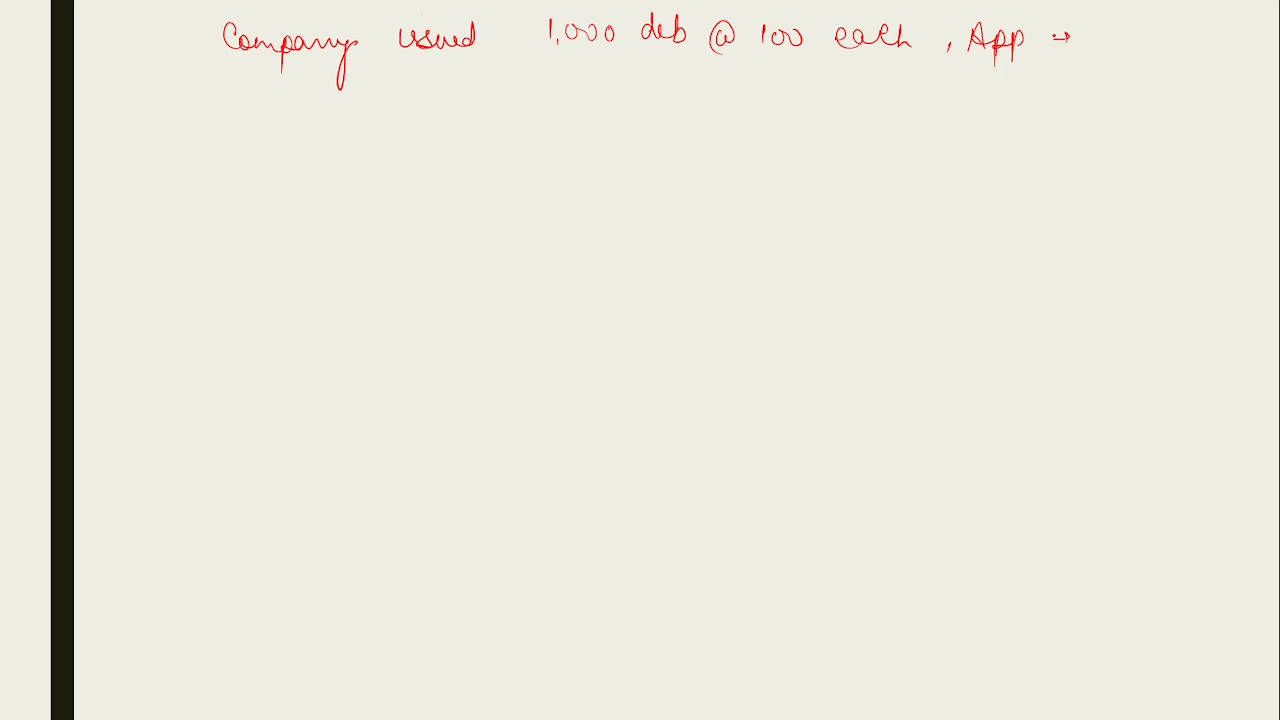 Company issued 1,000 deb @ 100 each, App →